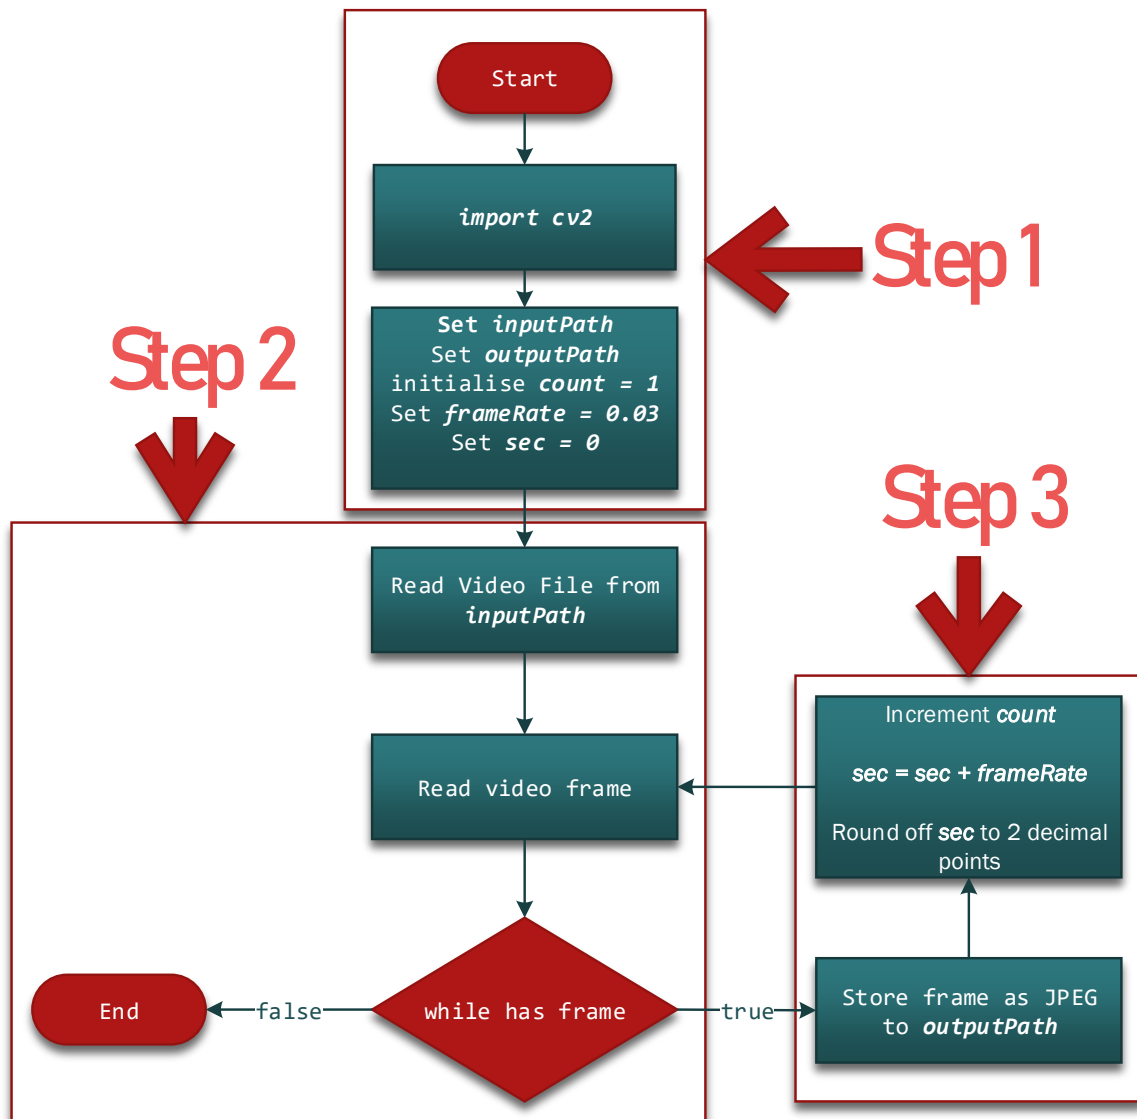 Start
import cv2
Step 1
Set inputPath
Set outputPath
initialise count = 1
Set frameRate = 0.03
Set sec = 0
Step 2
Read Video File from
inputPath
Read video frame
while has frame
false
End
true
Step 3
Store frame as JPEG
to outputPath
Increment count
sec = sec + frameRate
Round off sec to 2 decimal
points